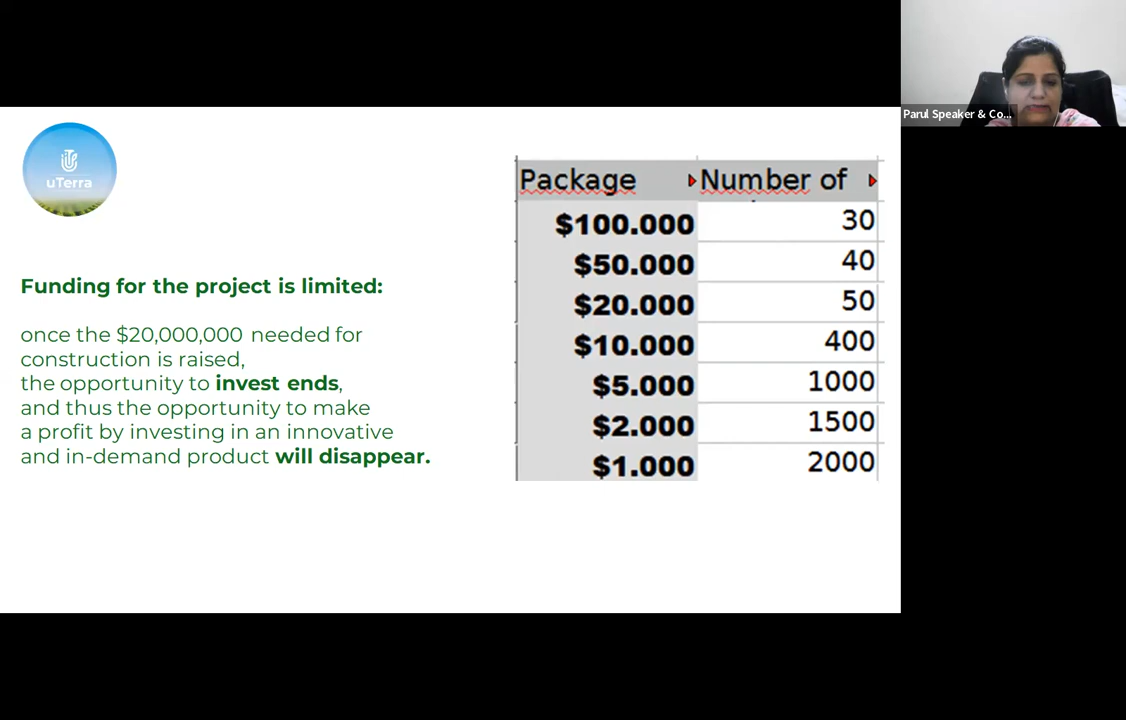 Parul Speaker & Co...
uTerra
Funding for the project is limited:
once the $20,000,000 needed for
construction is raised,
the opportunity to invest ends,
and thus the opportunity to make
a profit by investing in an innovative
and in-demand product will disappear.
Package Number of
$100.000 30
$50.000 40
$20.000 50
$10.000 400
$5.000 1000
$2.000 1500
$1.000 2000